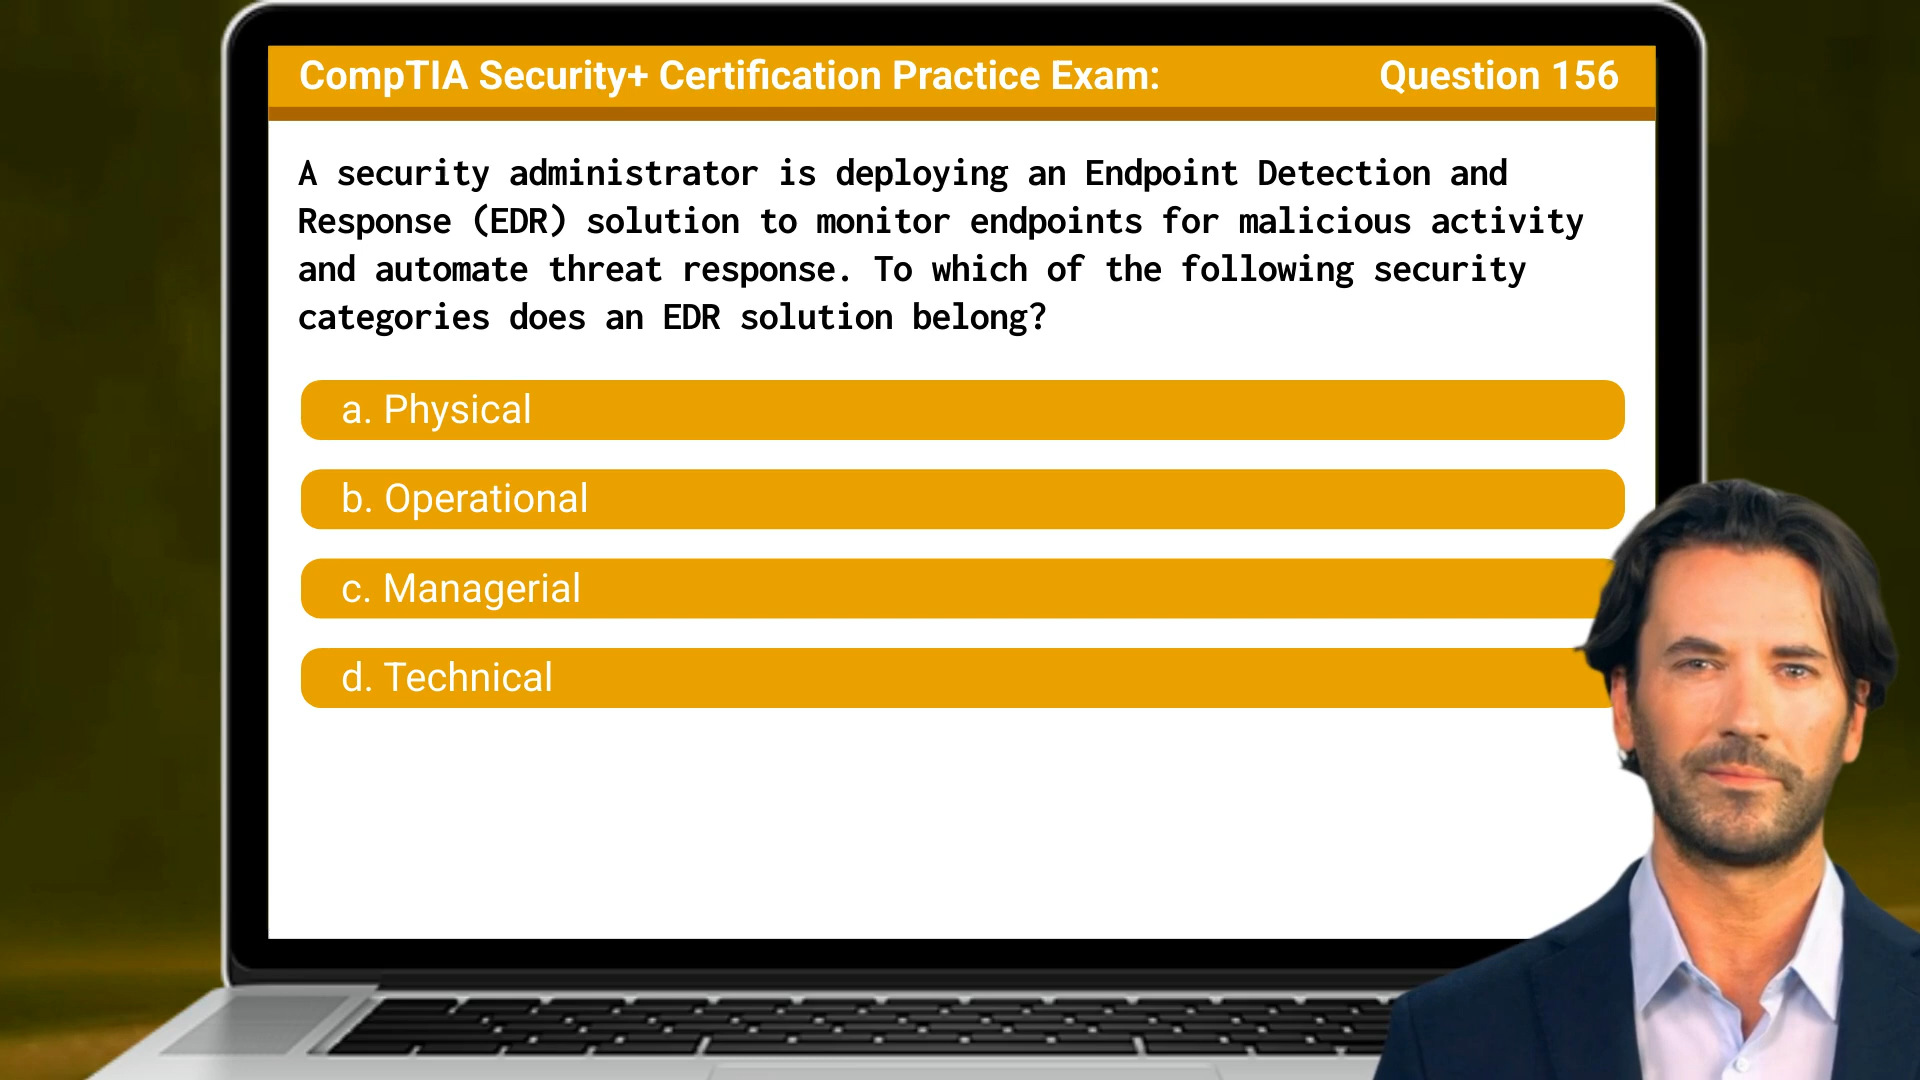 CompTIA Security+ Certification Practice Exam: Question 156
A security administrator is deploying an Endpoint Detection and
Response (EDR) solution to monitor endpoints for malicious activity
and automate threat response. To which of the following security
categories does an EDR solution belong?
a. Physical
b. Operational
c. Managerial
d. Technical